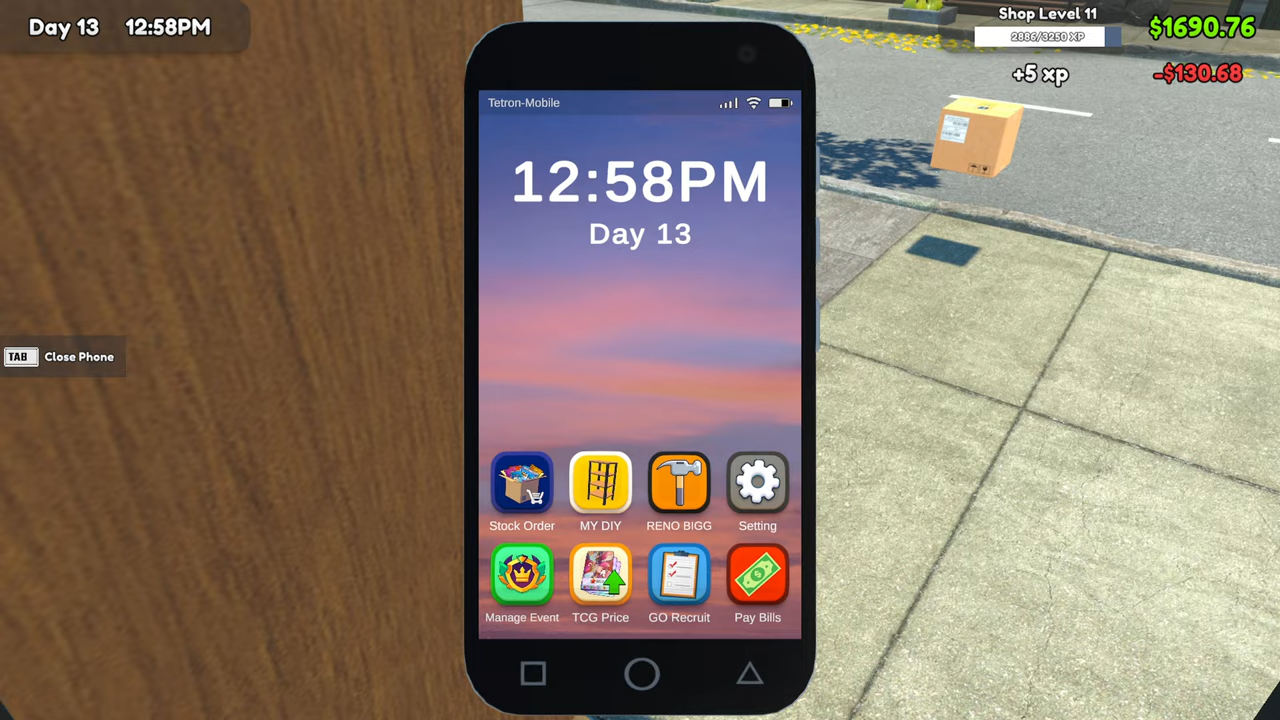 Day 13 12:58PM
Shop Level 11
2886/3250 XP
$1690.76
+5 xp
-$130.68
Tetron-Mobile
12:58PM
Day 13
TAB Close Phone
Stock Order
MY DIY
RENO BIGG
Setting
Manage Event
TCG Price
GO Recruit
Pay Bills